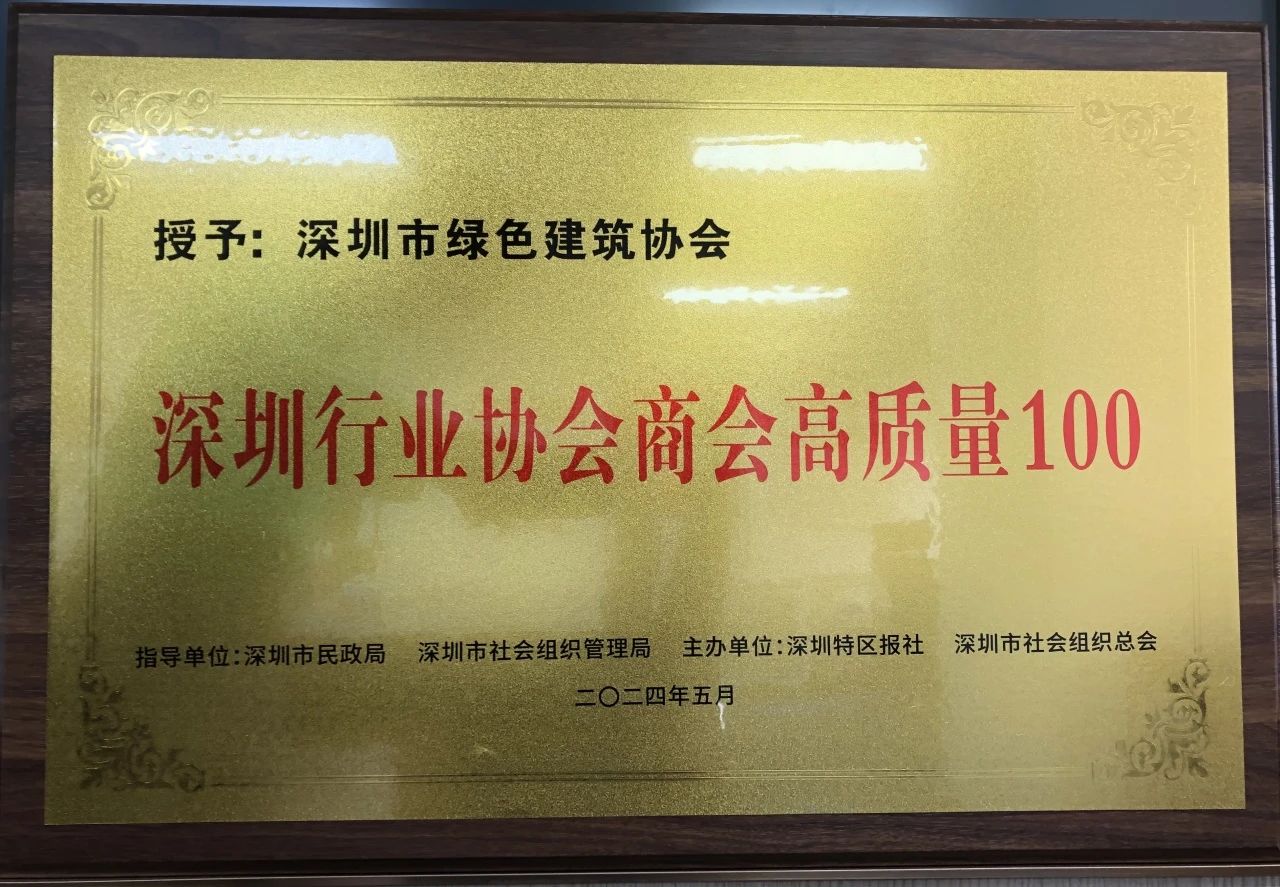 授予：深圳市绿色建筑协会
深圳行业协会商会高质量100
指导单位：深圳市民政局 深圳市社会组织管理局 主办单位：深圳特区报社 深圳市社会组织总会
二〇二四年五月